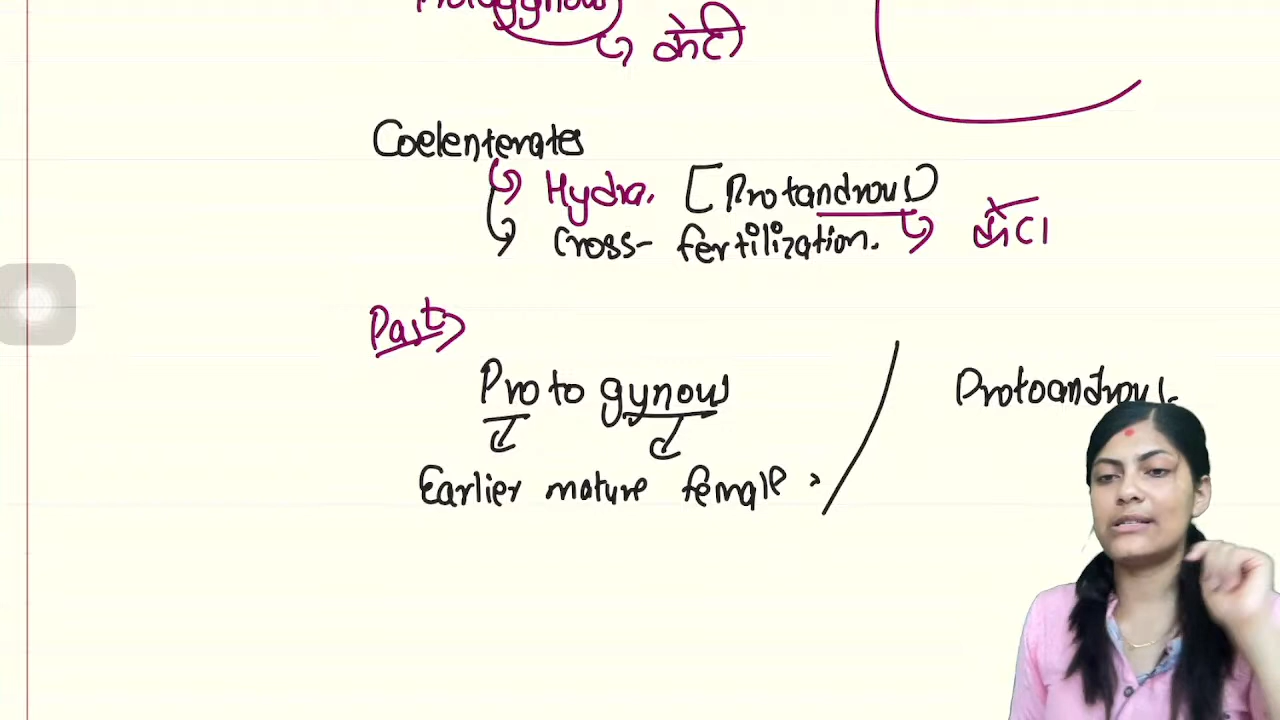 केटी
Coelenterates
Hydra. [Protandrous]
केटा
cross- fertilization.
Past
Protogynous
Protoandrous
Earlier mature female